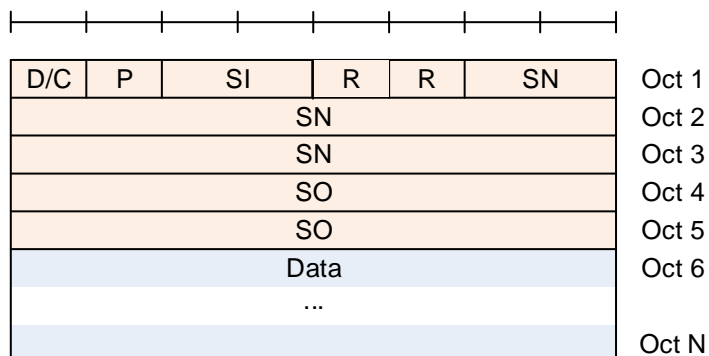 D/C P SI R R SN Oct 1
SN Oct 2
SN Oct 3
SO Oct 4
SO Oct 5
Data Oct 6
...
Oct N